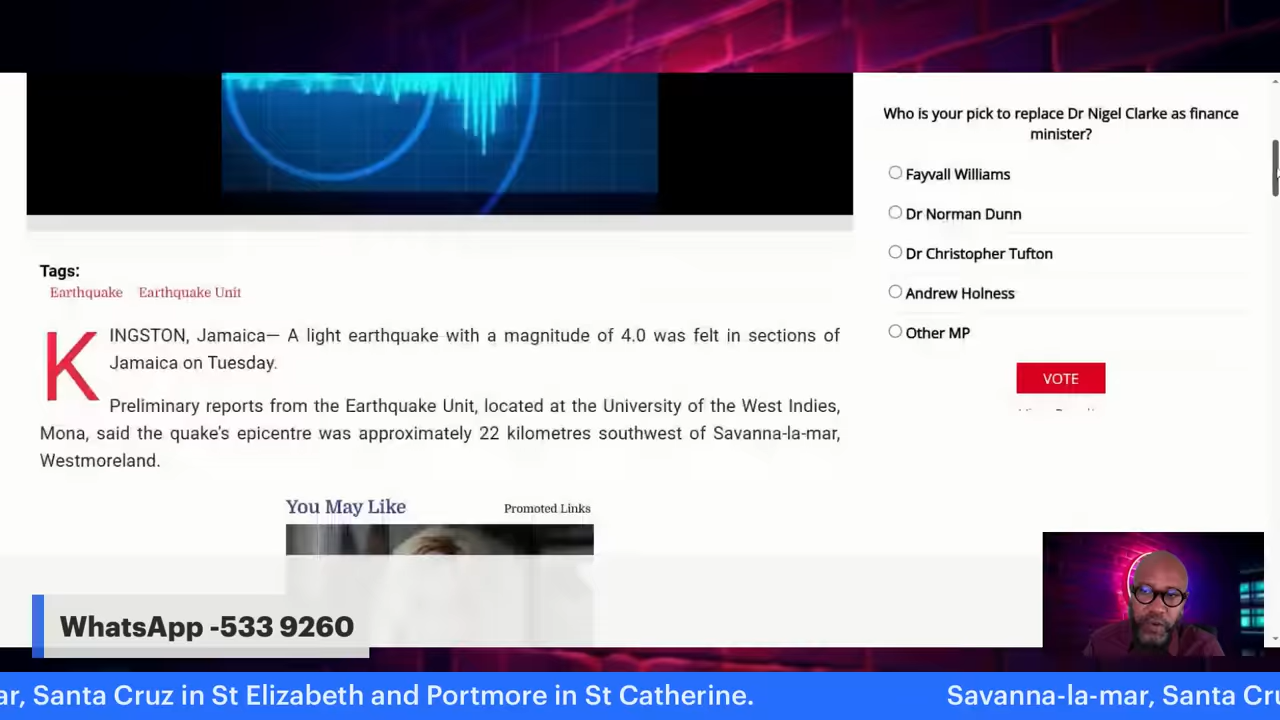 Who is your pick to replace Dr Nigel Clarke as finance
minister?
Fayvall Williams
Dr Norman Dunn
Dr Christopher Tufton
Andrew Holness
Other MP
VOTE
Tags:
Earthquake Earthquake Unit
KINGSTON, Jamaica— A light earthquake with a magnitude of 4.0 was felt in sections of
Jamaica on Tuesday.
Preliminary reports from the Earthquake Unit, located at the University of the West Indies,
Mona, said the quake's epicentre was approximately 22 kilometres southwest of Savanna-la-mar,
Westmoreland.
You May Like Promoted Links
WhatsApp -533 9260
ar, Santa Cruz in St Elizabeth and Portmore in St Catherine. Savanna-la-mar, Santa Cru